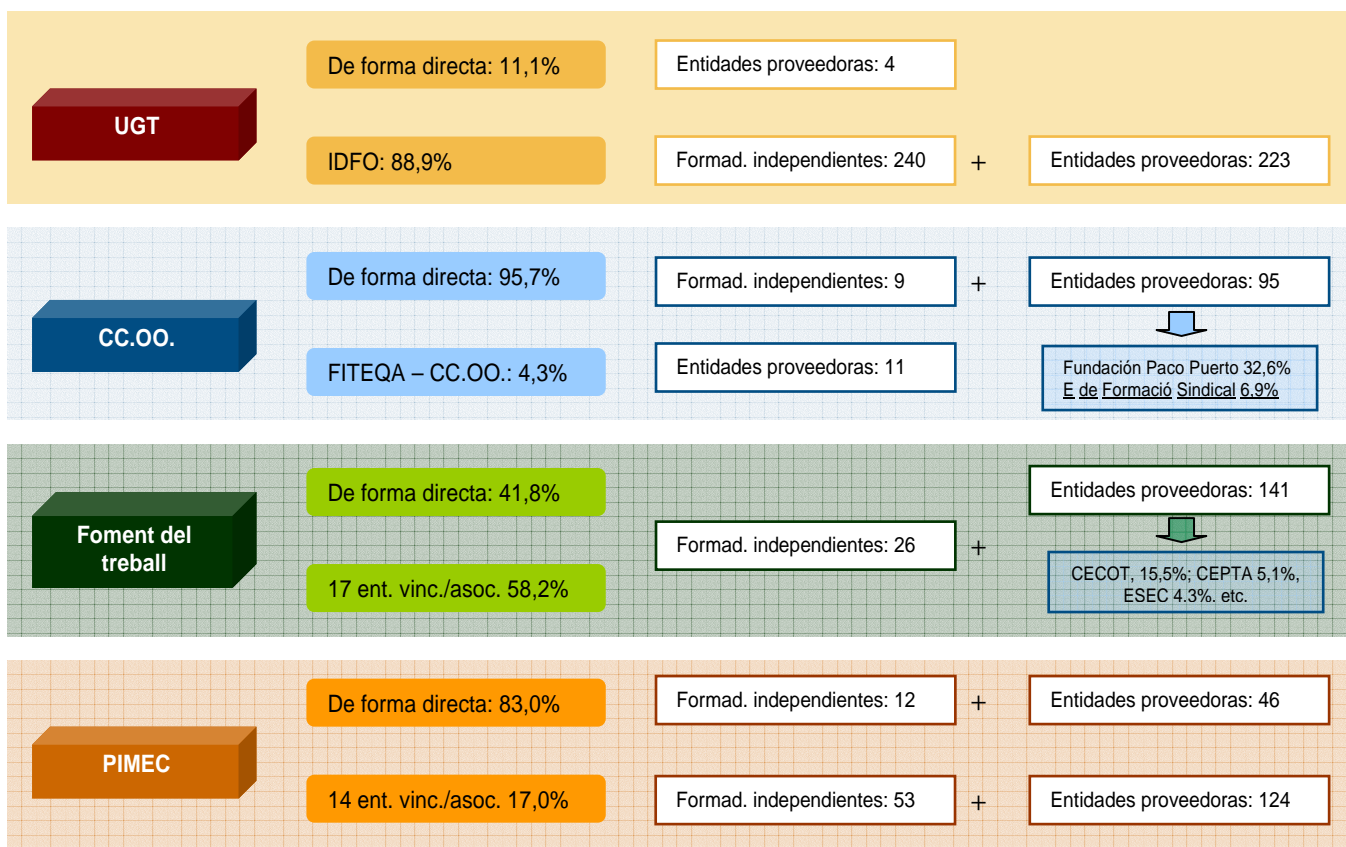 UGT
De forma directa: 11,1%
Entidades proveedoras: 4
IDFO: 88,9%
Formad. independientes: 240
+
Entidades proveedoras: 223
CC.OO.
De forma directa: 95,7%
Formad. independientes: 9
+
Entidades proveedoras: 95
FITEQA – CC.OO.: 4,3%
Entidades proveedoras: 11
Fundación Paco Puerto 32,6%
E de Formació Sindical 6,9%
Foment del
treball
De forma directa: 41,8%
17 ent. vinc./asoc. 58,2%
Formad. independientes: 26
+
Entidades proveedoras: 141
CECOT, 15,5%; CEPTA 5,1%,
ESEC 4.3%. etc.
PIMEC
De forma directa: 83,0%
Formad. independientes: 12
+
Entidades proveedoras: 46
14 ent. vinc./asoc. 17,0%
Formad. independientes: 53
+
Entidades proveedoras: 124